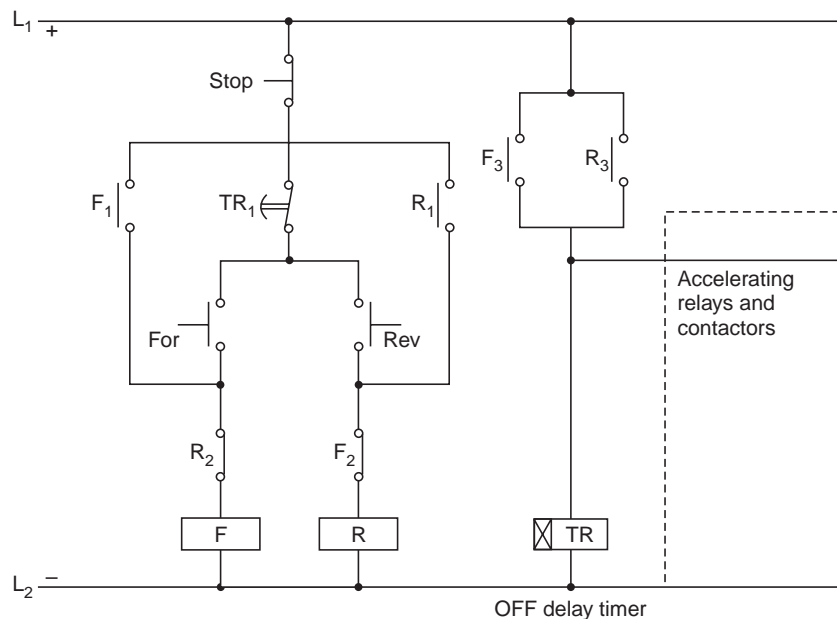 L1 +
Stop
F3
R3
F1
TR1
R1
Accelerating
relays and
contactors
For
Rev
R2
F2
F
R
TR
L2 –
OFF delay timer